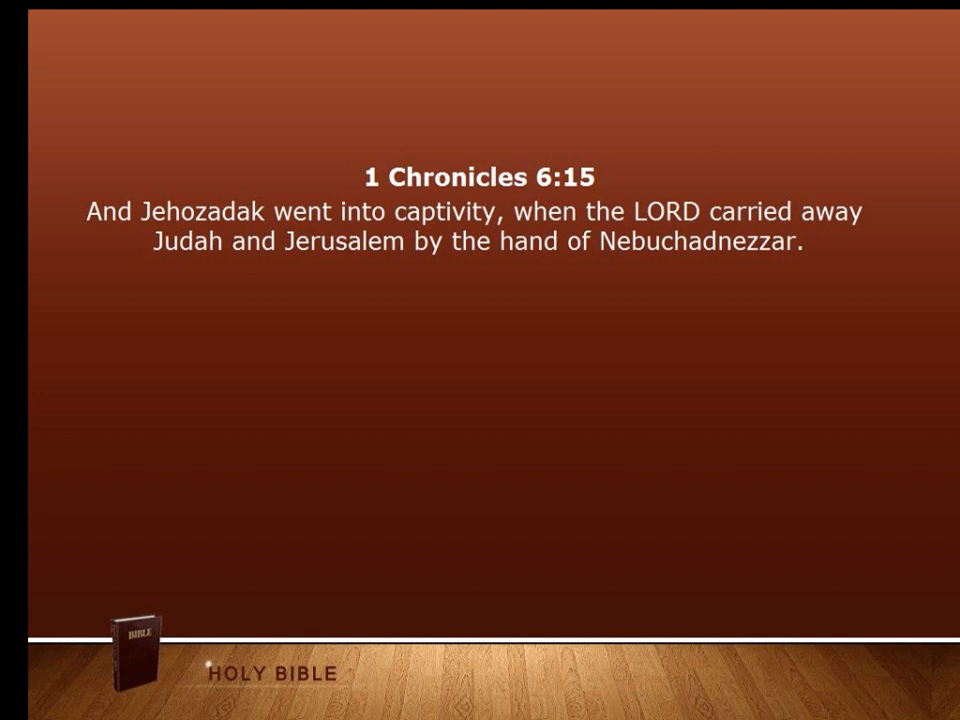 1 Chronicles 6:15
And Jehozadak went into captivity, when the LORD carried away
Judah and Jerusalem by the hand of Nebuchadnezzar.
BIBLE
HOLY BIBLE